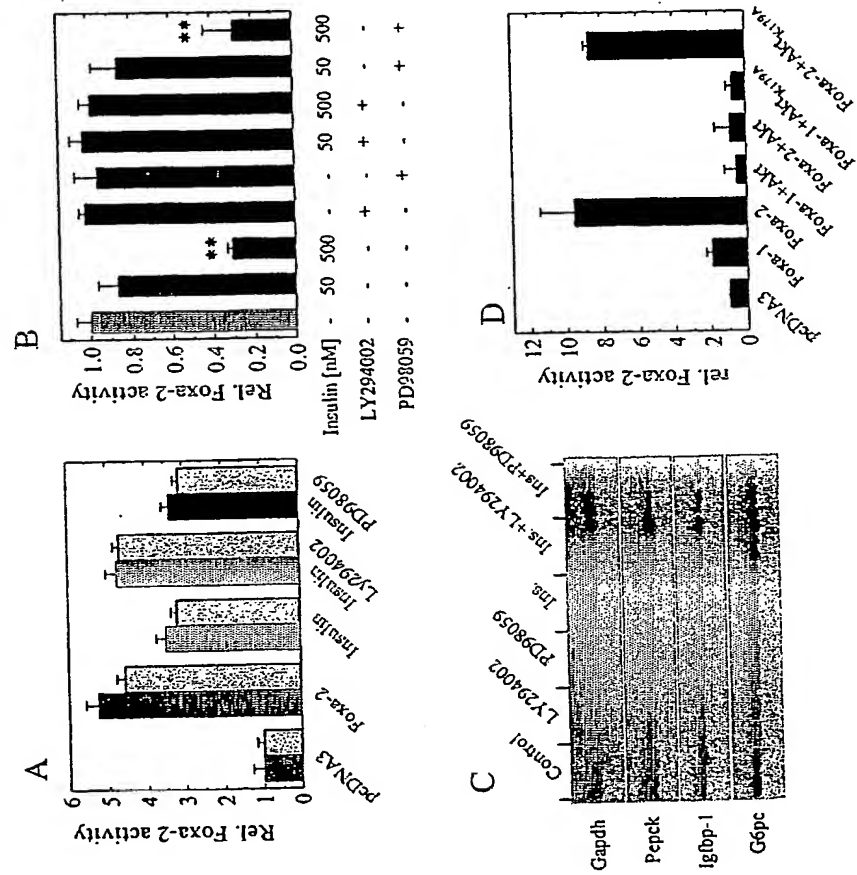 A
Rel. Foxa-2 activity
6
5
4
3
2
1
0
pcDNA3
Foxa-2
Insulin
Insulin
LY294002
Insulin
PD98059
B
Rel. Foxa-2 activity
1.0
0.8
0.6
0.4
0.2
0.0
** **
Insulin [nM] - 50 500 - - 50 500 50 500
LY294002 - - - + - + + - -
PD98059 - - - - + - - + +
C
Control
LY294002
PD98059
Ins.
Ins.+LY294002
Ins+PD98059
Gapdh
Pepck
Igfbp-1
G6pc
D
rel. Foxa-2 activity
12
10
8
6
4
2
0
pcDNA3
Foxa-1
Foxa-2
Foxa-1+Akt
Foxa-2+Akt
Foxa-1+AktK179A
Foxa-2+AktK179A